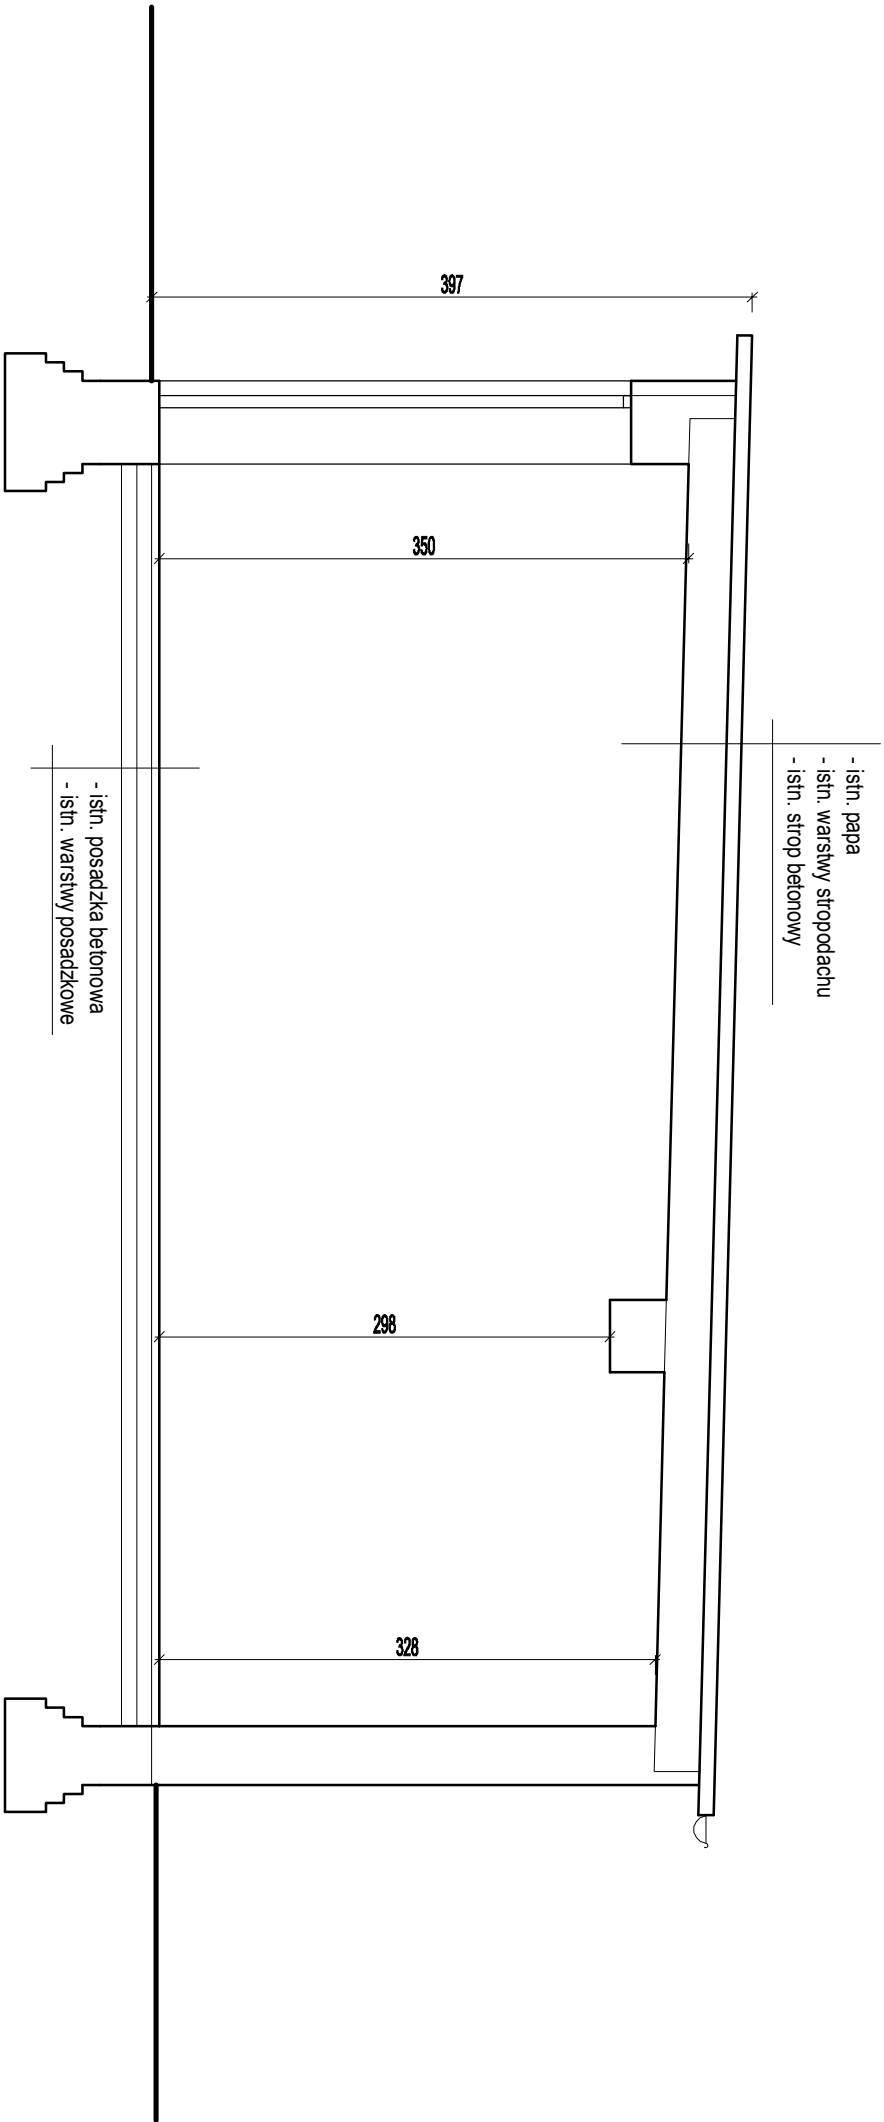 397
350
- istn. papa
- istn. warstwy stropodachu
- istn. strop betonowy
- istn. posadzka betonowa
- istn. warstwy posadzkowe
298
328